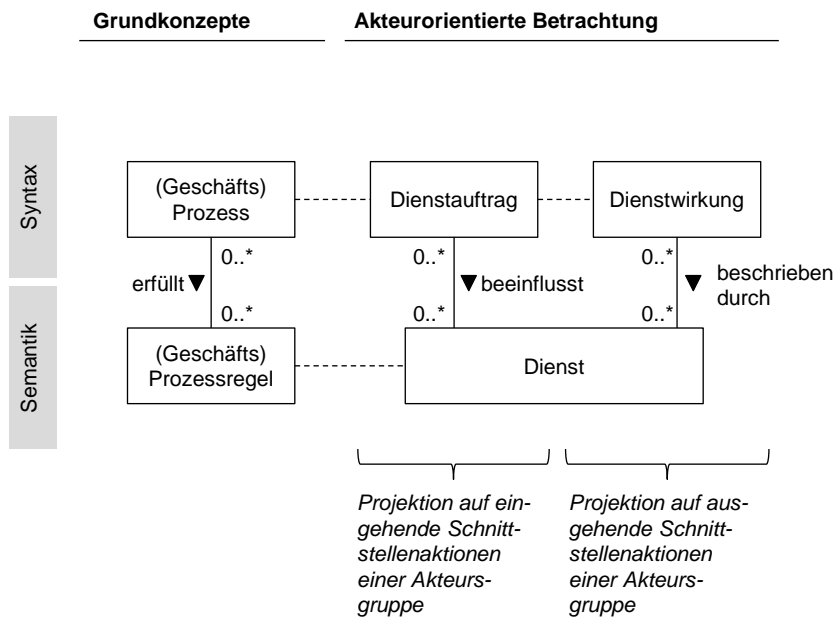 Grundkonzepte
Akteurorientierte Betrachtung
Syntax
(Geschäfts)
Prozess
Dienstauftrag
Dienstwirkung
0..*
0..*
0..*
erfüllt
beeinflusst
beschrieben
durch
0..*
0..*
0..*
Semantik
(Geschäfts)
Prozessregel
Dienst
Projektion auf ein-
gehende Schnitt-
stellenaktionen
einer Akteurs-
gruppe
Projektion auf aus-
gehende Schnitt-
stellenaktionen
einer Akteurs-
gruppe